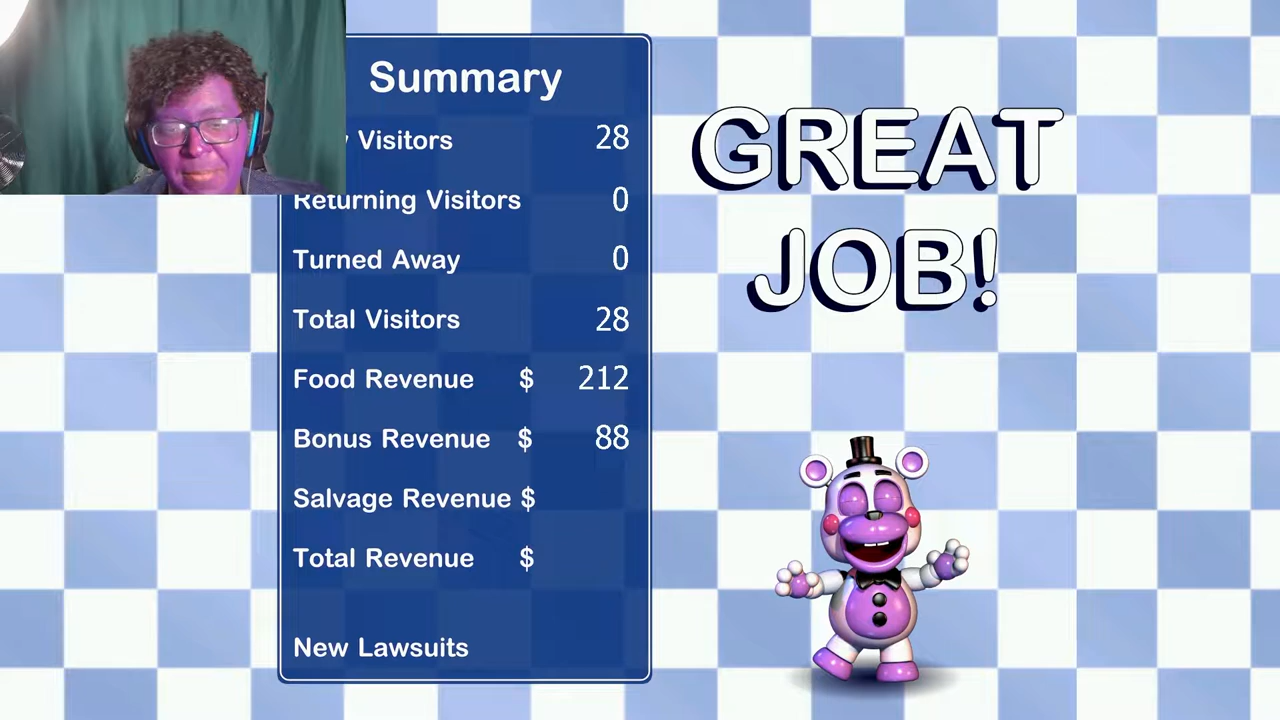 Summary
Visitors 28
Returning Visitors 0
Turned Away 0
Total Visitors 28
Food Revenue $ 212
Bonus Revenue $ 88
Salvage Revenue $
Total Revenue $
New Lawsuits
GREAT
JOB!